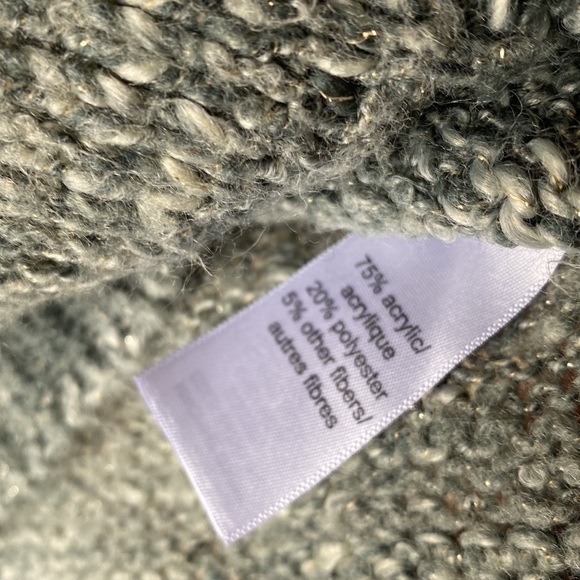 75% acrylic/
acrylique
20% polyester
5% other fibers/
autres fibres